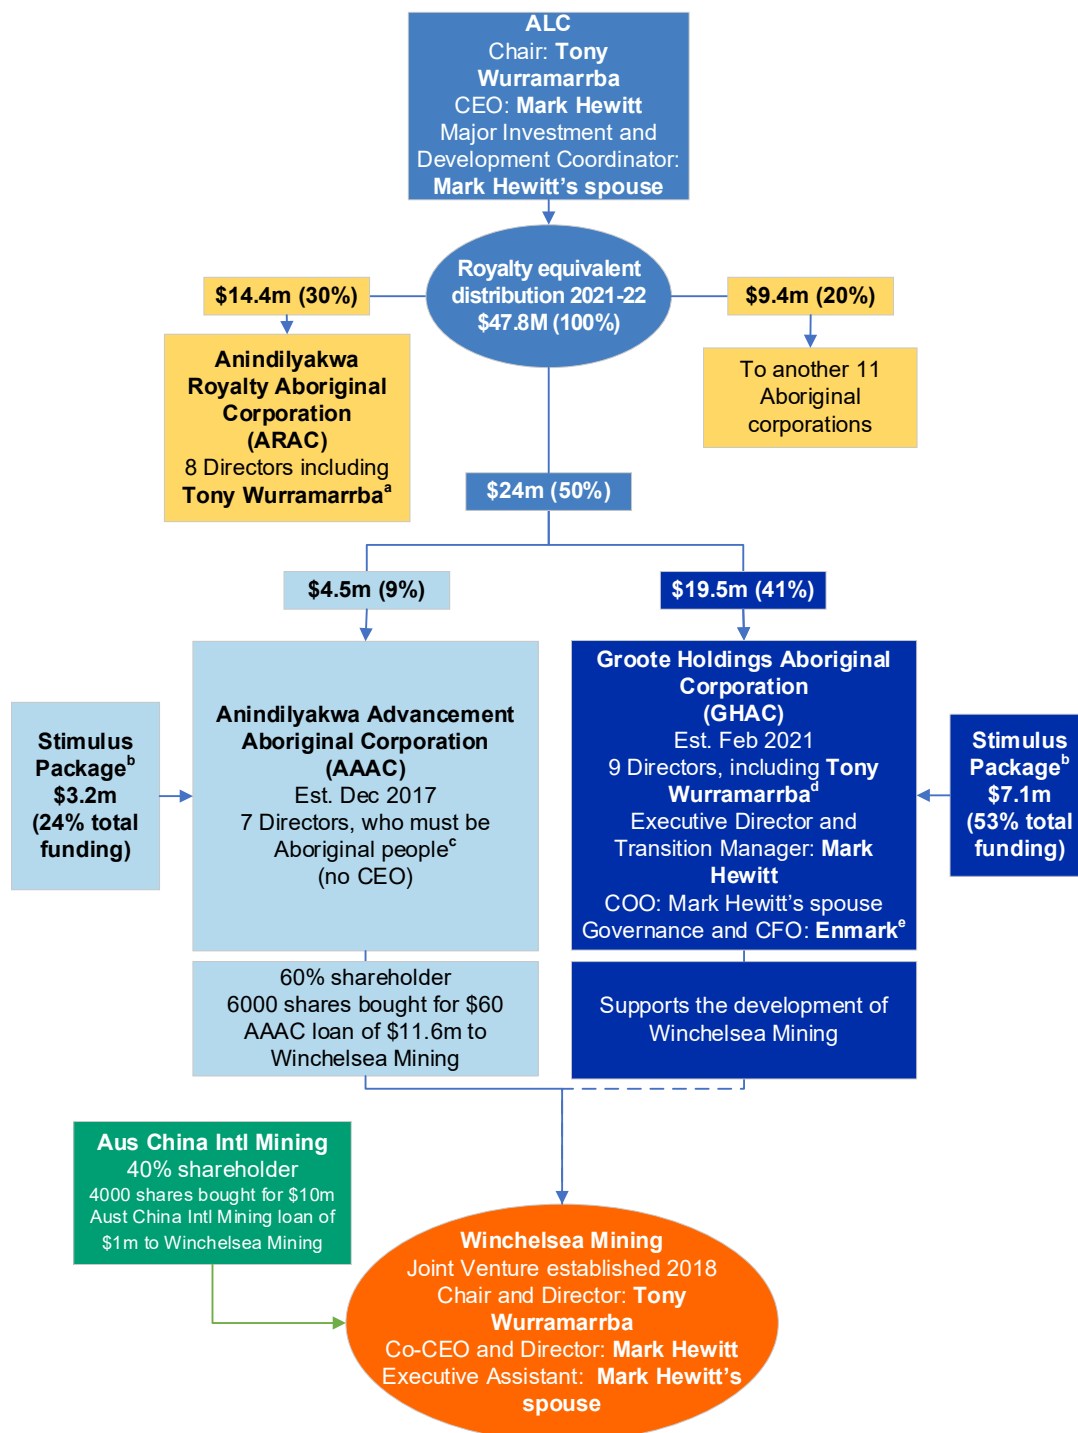 ALC
Chair: Tony
Wurramarrba
CEO: Mark Hewitt
Major Investment and
Development Coordinator:
Mark Hewitt's spouse
Royalty equivalent
distribution 2021-22
$47.8M (100%)
$14.4m (30%)
$9.4m (20%)
Anindilyakwa
Royalty Aboriginal
Corporation
(ARAC)
8 Directors including
Tony Wurramarrba^a
To another 11
Aboriginal
corporations
$24m (50%)
$4.5m (9%)
$19.5m (41%)
Stimulus
Package^b
$3.2m
(24% total
funding)
Anindilyakwa Advancement
Aboriginal Corporation
(AAAC)
Est. Dec 2017
7 Directors, who must be
Aboriginal people^c
(no CEO)
Groote Holdings Aboriginal
Corporation
(GHAC)
Est. Feb 2021
9 Directors, including Tony
Wurramarrba^d
Executive Director and
Transition Manager: Mark
Hewitt
COO: Mark Hewitt's spouse
Governance and CFO: Enmark^e
Stimulus
Package^b
$7.1m
(53% total
funding)
60% shareholder
6000 shares bought for $60
AAAC loan of $11.6m to
Winchelsea Mining
Supports the development of
Winchelsea Mining
Aus China Intl Mining
40% shareholder
4000 shares bought for $10m
Aust China Intl Mining loan of
$1m to Winchelsea Mining
Winchelsea Mining
Joint Venture established 2018
Chair and Director: Tony
Wurramarrba
Co-CEO and Director: Mark Hewitt
Executive Assistant: Mark Hewitt's
spouse